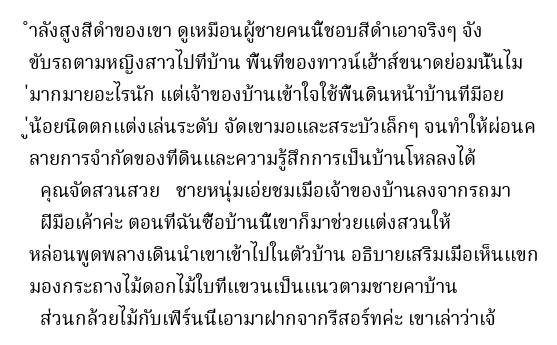 ำลังสูงสีดำของเขา ดูเหมือนผู้ชายคนนี้ชอบสีดำเอาจริงๆ จัง
ขับรถตามหญิงสาวไปที่บ้าน พื้นที่ของทาวน์เฮ้าส์ขนาดย่อมนั้นไม
่มากมายอะไรนัก แต่เจ้าของบ้านเข้าใจใช้พื้นดินหน้าบ้านที่มีอย
ู่น้อยนิดตกแต่งเล่นระดับ จัดเขามอและสระบัวเล็กๆ จนทำให้ผ่อนค
ลายการจำกัดของที่ดินและความรู้สึกการเป็นบ้านโหลลงได้
คุณจัดสวนสวย ชายหนุ่มเอ่ยชมเมื่อเจ้าของบ้านลงจากรถมา
ฝีมือเค้าค่ะ ตอนที่ฉันซื้อบ้านนี้เขาก็มาช่วยแต่งสวนให้
หล่อนพูดพลางเดินนำเขาเข้าไปในตัวบ้าน อธิบายเสริมเมื่อเห็นแขก
มองกระถางไม้ดอกไม้ใบที่แขวนเป็นแนวตามชายคาบ้าน
ส่วนกล้วยไม้กับเฟิร์นนี่เอามาฝากจากรีสอร์ทค่ะ เขาเล่าว่าเจ้